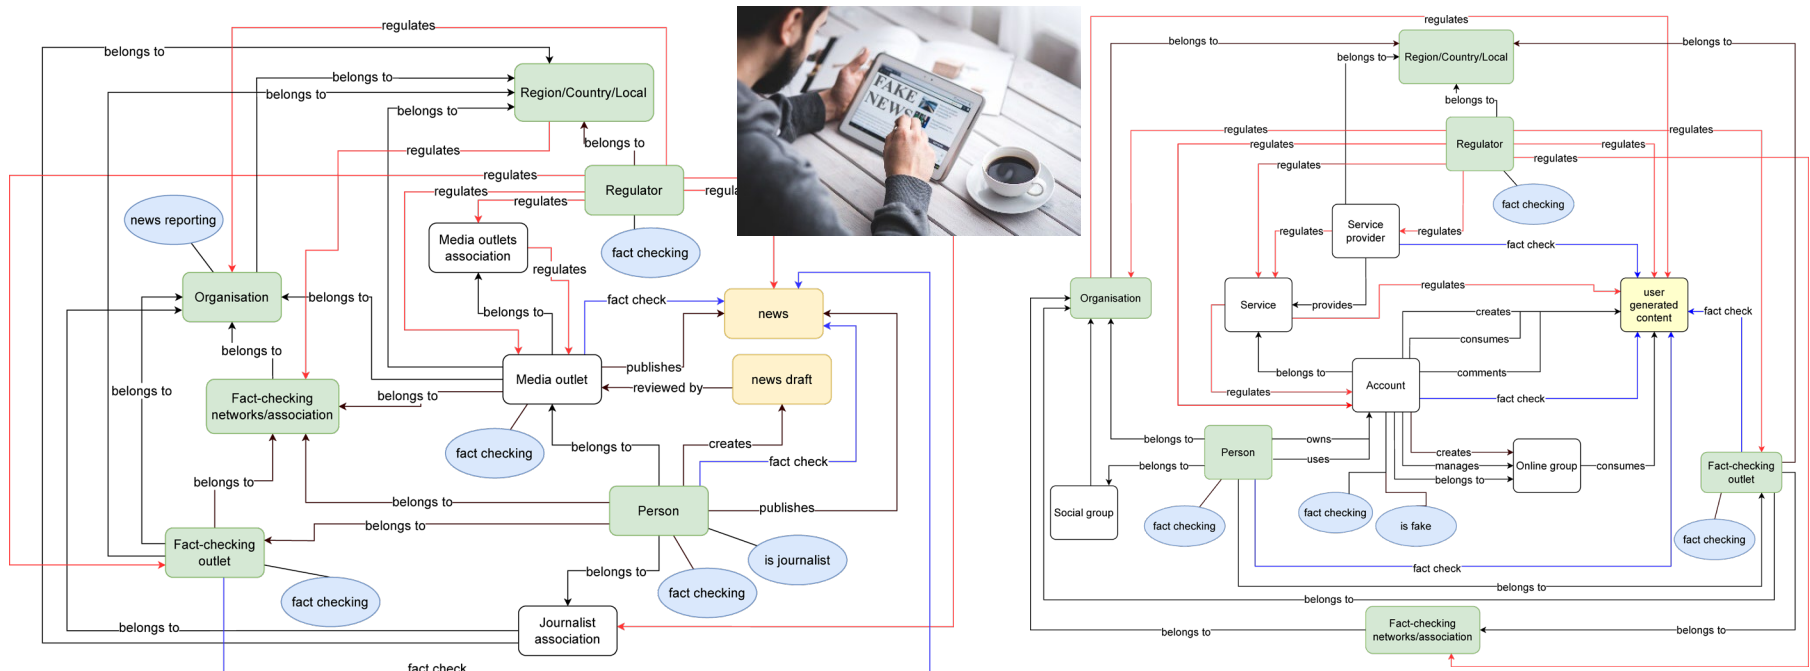 regulates
belongs to
belongs to
belongs to
Region/Country/Local
belongs to
regulates
belongs to
regulates
Regulator
regulates
regulates
news reporting
Media outlets
association
fact checking
regulates
Organisation
belongs to
fact check
news
belongs to
belongs to
publishes
Media outlet
news draft
reviewed by
belongs to
belongs to
Fact-checking
networks/association
fact checking
belongs to
creates
fact check
belongs to
belongs to
Person
publishes
belongs to
Fact-checking
outlet
is journalist
belongs to
fact checking
fact checking
belongs to
Journalist
association
fact check
FAKE
NEWS
regulates
belongs to
belongs to
Region/Country/Local
belongs to
belongs to
regulates
regulates
regulates
regulates
Regulator
regulates
regulates
fact checking
Service
provider
regulates
regulates
fact check
Organisation
Service
provides
regulates
user
generated
content
creates
fact check
consumes
belongs to
Account
comments
regulates
fact check
belongs to
Person
owns
uses
belongs to
creates
manages
belongs to
Online group
consumes
Fact-checking
outlet
Social group
fact checking
fact checking
is fake
fact checking
fact check
belongs to
belongs to
Fact-checking
networks/association
belongs to
belongs to